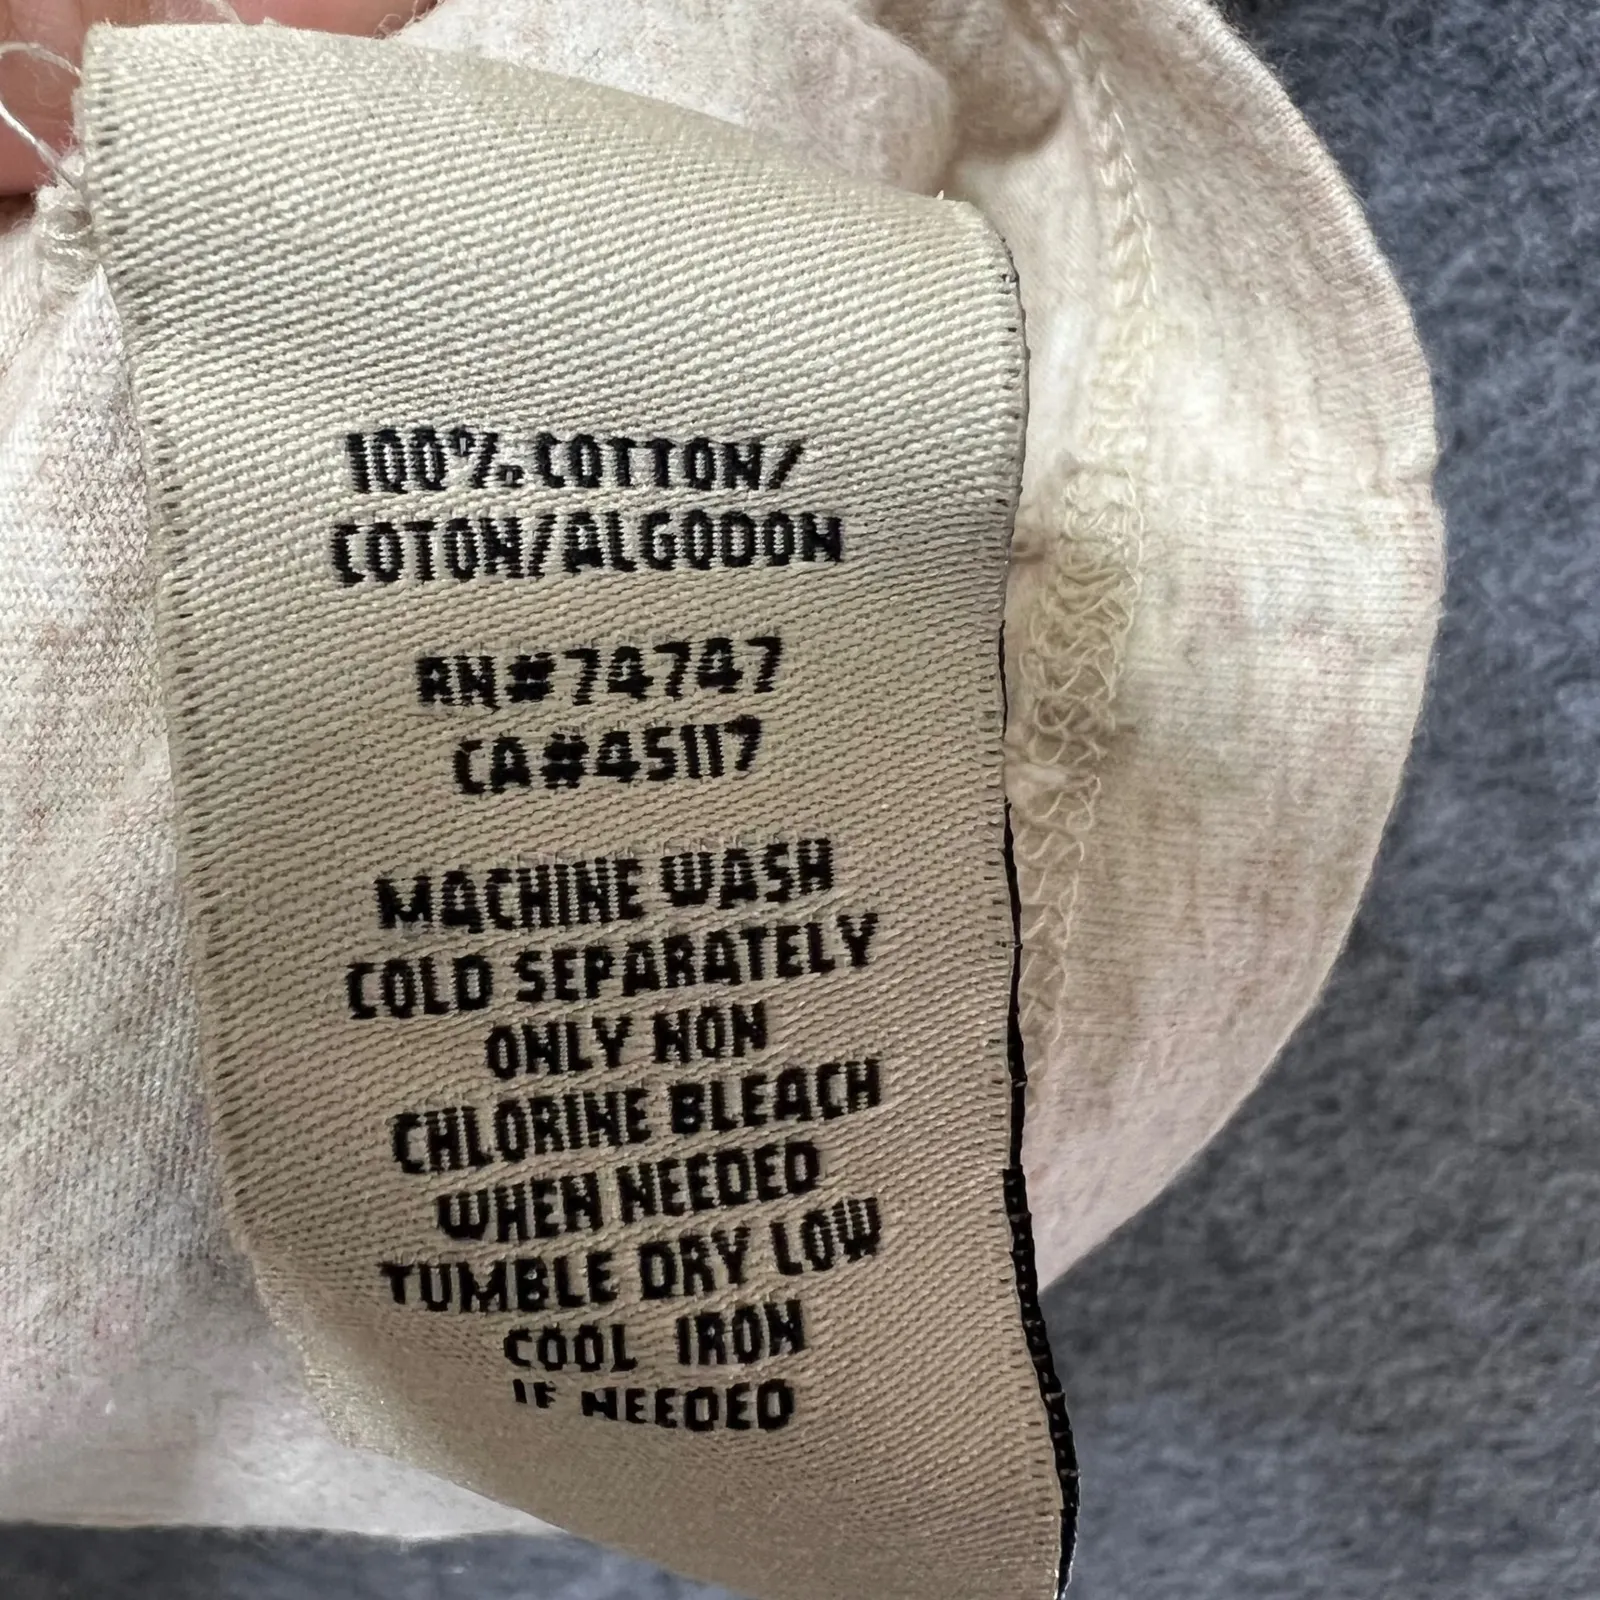 100% COTTON/
COTON/ALGODON
RN#74747
CA#45117
MACHINE WASH
COLD SEPARATELY
ONLY NON
CHLORINE BLEACH
WHEN NEEDED
TUMBLE DRY LOW
COOL IRON
IF NEEDED